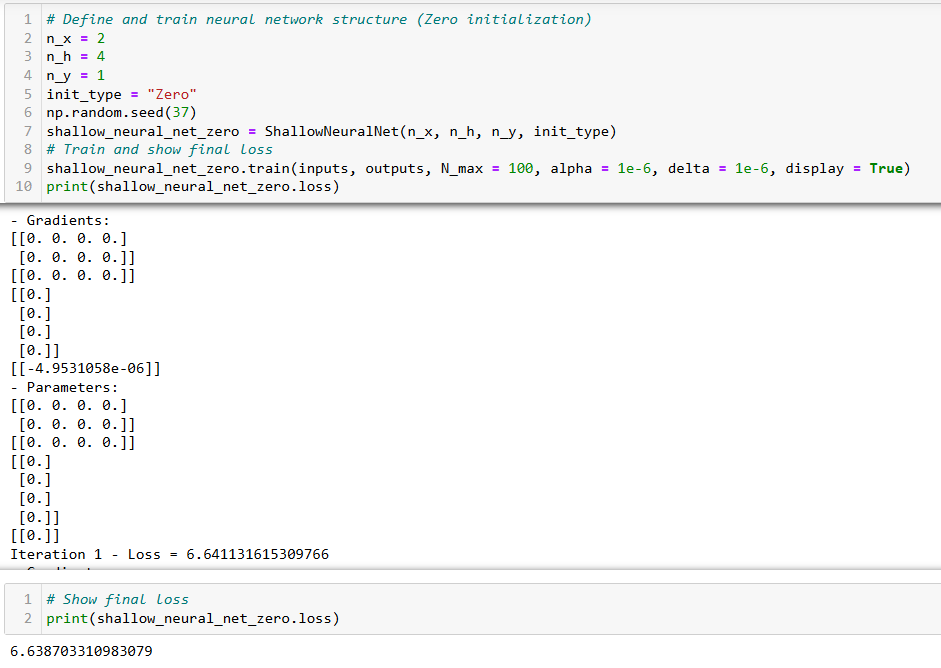 1 # Define and train neural network structure (Zero initialization)
2 n_x = 2
3 n_h = 4
4 n_y = 1
5 init_type = "Zero"
6 np.random.seed(37)
7 shallow_neural_net_zero = ShallowNeuralNet(n_x, n_h, n_y, init_type)
8 # Train and show final loss
9 shallow_neural_net_zero.train(inputs, outputs, N_max = 100, alpha = 1e-6, delta = 1e-6, display = True)
10 print(shallow_neural_net_zero.loss)
- Gradients:
[[0. 0. 0. 0.]
 [0. 0. 0. 0.]]
[[0. 0. 0. 0.]]
[[0.]
 [0.]
 [0.]
 [0.]]
[[-4.9531058e-06]]
- Parameters:
[[0. 0. 0. 0.]
 [0. 0. 0. 0.]]
[[0. 0. 0. 0.]]
[[0.]
 [0.]
 [0.]
 [0.]]
[[0.]]
Iteration 1 - Loss = 6.641131615309766
1 # Show final loss
2 print(shallow_neural_net_zero.loss)
6.638703310983079